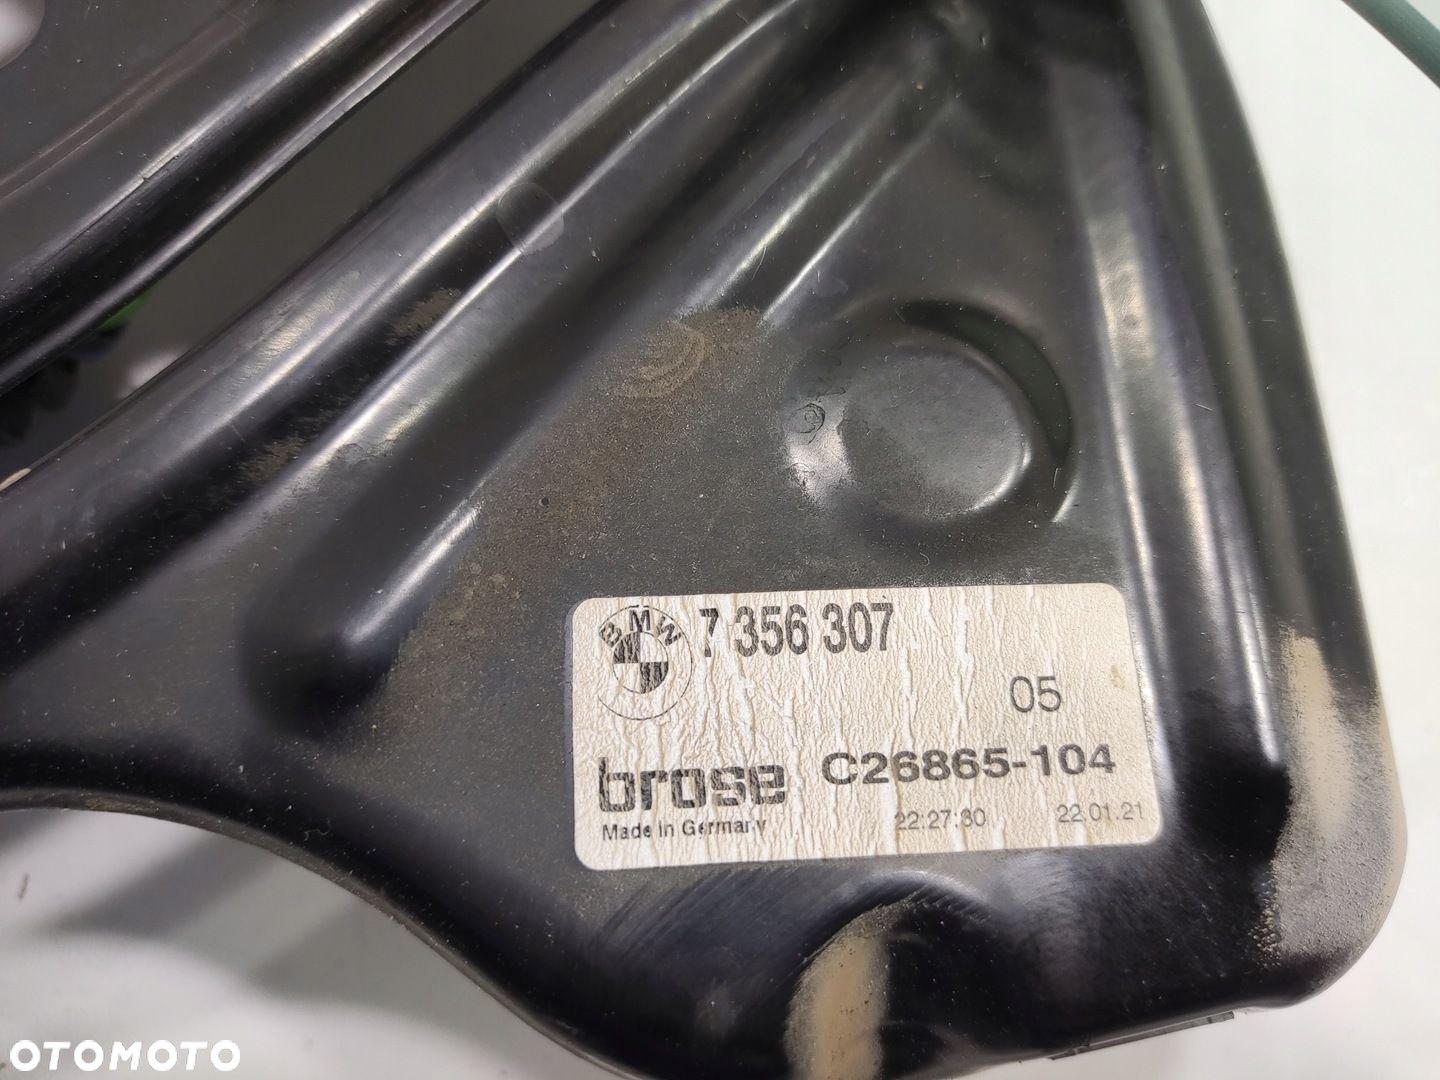 BMW
7 356 307
05
brose C26865-104
Made in Germany 22:27:30 22.01.21
OTOMOTO